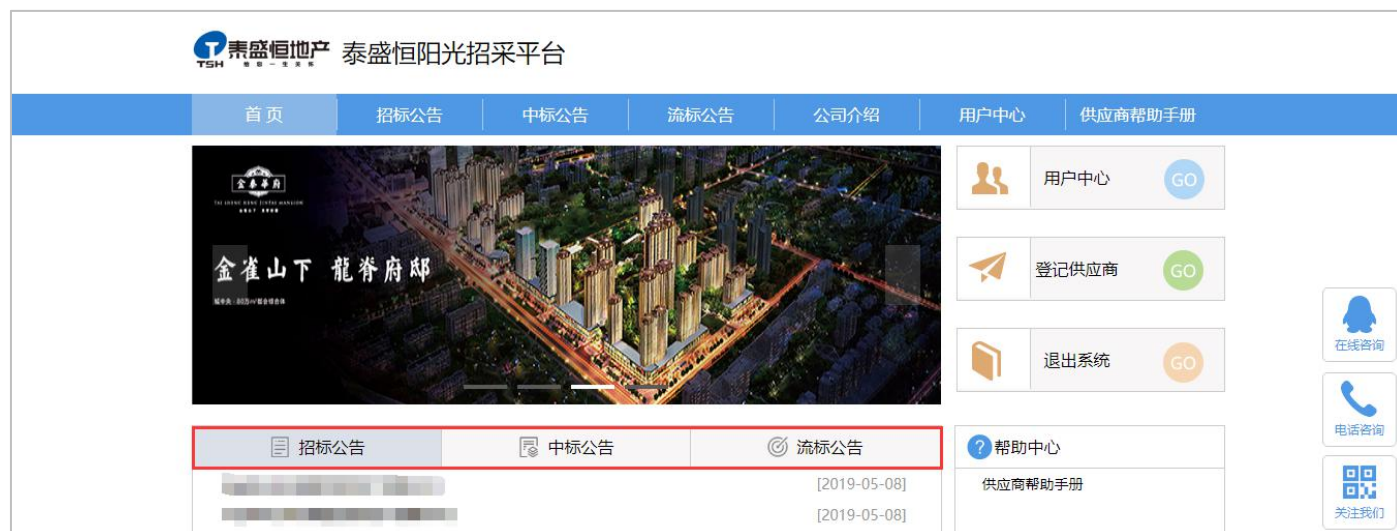 泰盛恒地产
TSH
泰盛恒阳光招采平台
首页 招标公告 中标公告 流标公告 公司介绍 用户中心 供应商帮助手册
金泰华府
金雀山下 龍脊府邸
用户中心 GO
登记供应商 GO
退出系统 GO
在线咨询
电话咨询
关注我们
招标公告 中标公告 流标公告
[2019-05-08]
[2019-05-08]
?帮助中心
供应商帮助手册